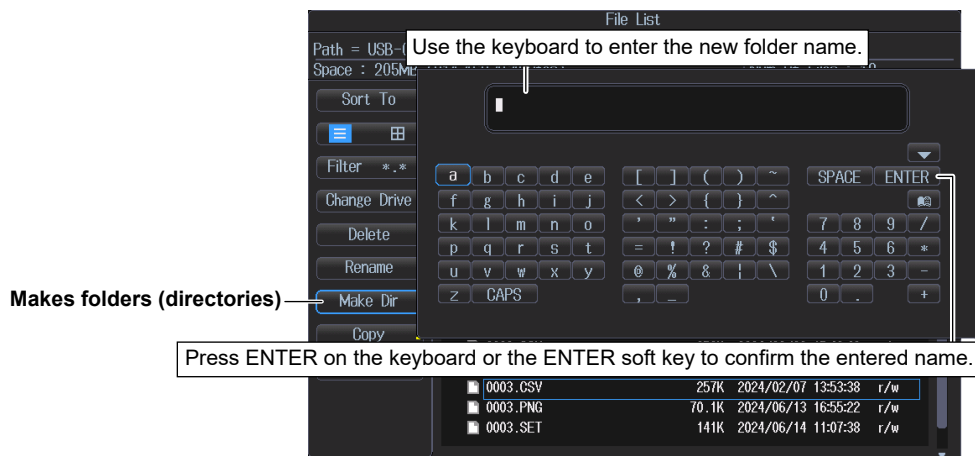 File List
Path = USB-
Use the keyboard to enter the new folder name.
Space : 205M
Sort To
Filter *.*
Change Drive
Delete
Rename
Make Dir
Copy
Makes folders (directories)
a b c d e [ ] ( ) ~ SPACE ENTER
f g h i j < > { } ^
k l m n o ' " : ; ` 7 8 9 /
p q r s t = ! ? # $ 4 5 6 *
u v w x y @ % & ¦ \ 1 2 3 -
z CAPS , _ 0 . +
Press ENTER on the keyboard or the ENTER soft key to confirm the entered name.
0003.CSV 257K 2024/02/07 13:53:38 r/w
0003.PNG 70.1K 2024/06/13 16:55:22 r/w
0003.SET 141K 2024/06/14 11:07:38 r/w